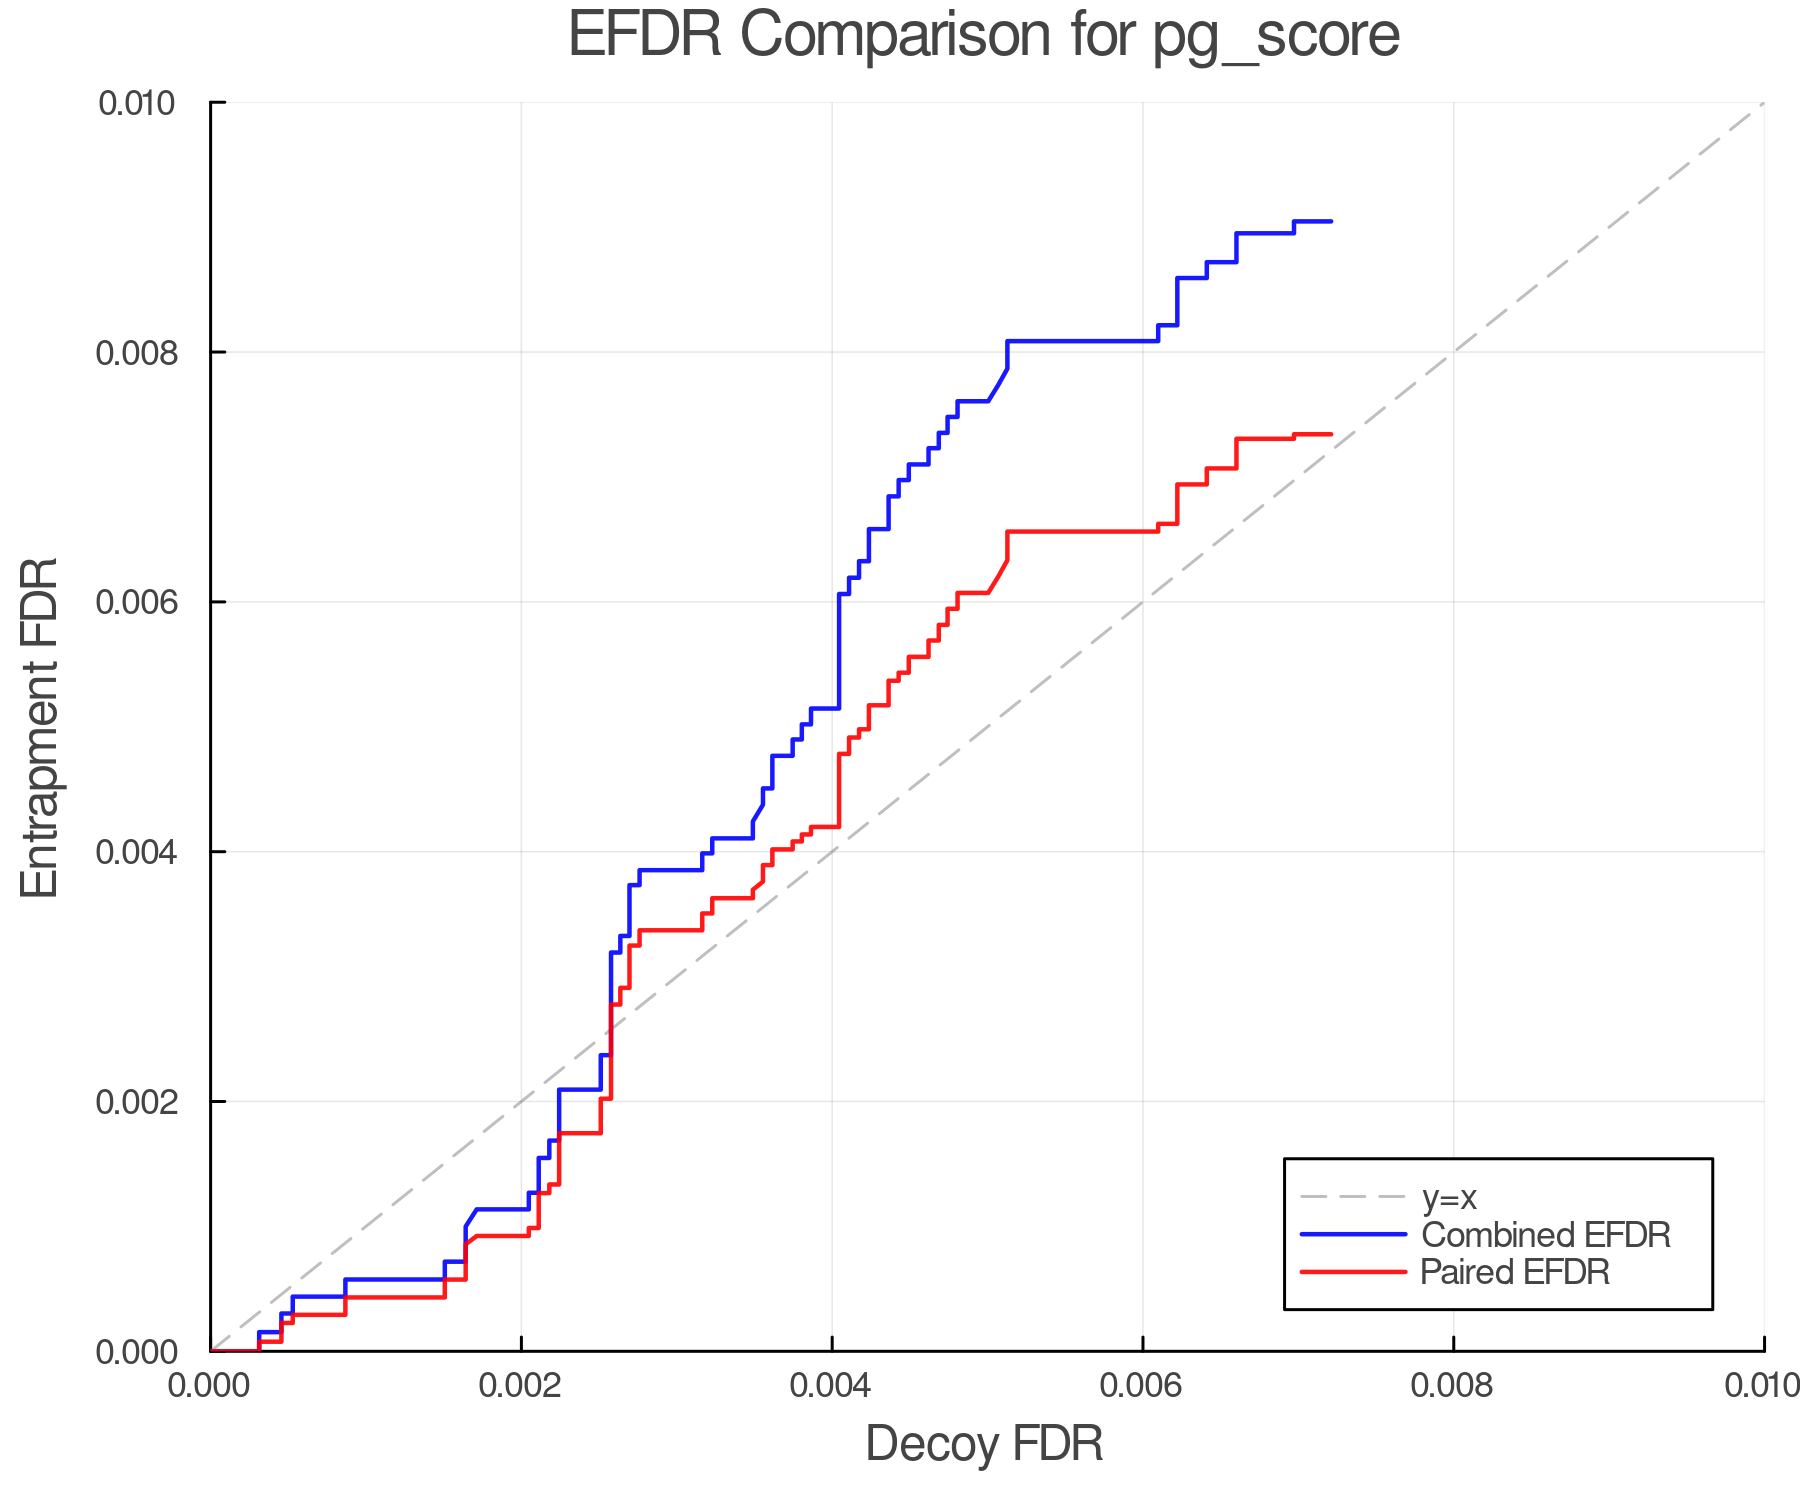 EFDR Comparison for pg_score
0.010
0.008
0.006
0.004
0.002
0.000
Entrapment FDR
y=x
Combined EFDR
Paired EFDR
0.000 0.002 0.004 0.006 0.008 0.010
Decoy FDR